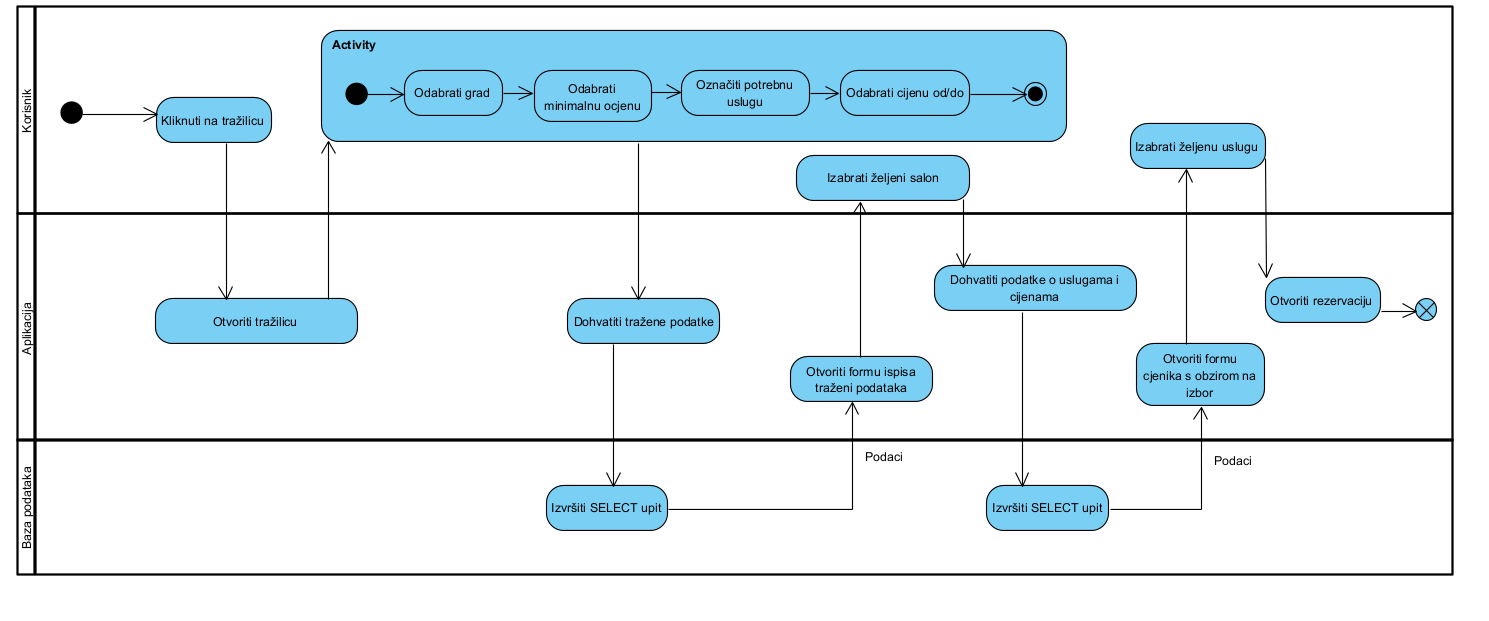 Korisnik
Kliknuti na tražilicu
Activity
Odabrati grad
Odabrati
minimalnu ocjenu
Označiti potrebnu
uslugu
Odabrati cijenu od/do
Izabrati željeni salon
Izabrati željenu uslugu
Aplikacija
Otvoriti tražilicu
Dohvatiti tražene podatke
Otvoriti formu ispisa
traženi podataka
Dohvatiti podatke o uslugama i
cijenama
Otvoriti formu
cjenika s obzirom na
izbor
Otvoriti rezervaciju
Baza podataka
Izvršiti SELECT upit
Podaci
Izvršiti SELECT upit
Podaci